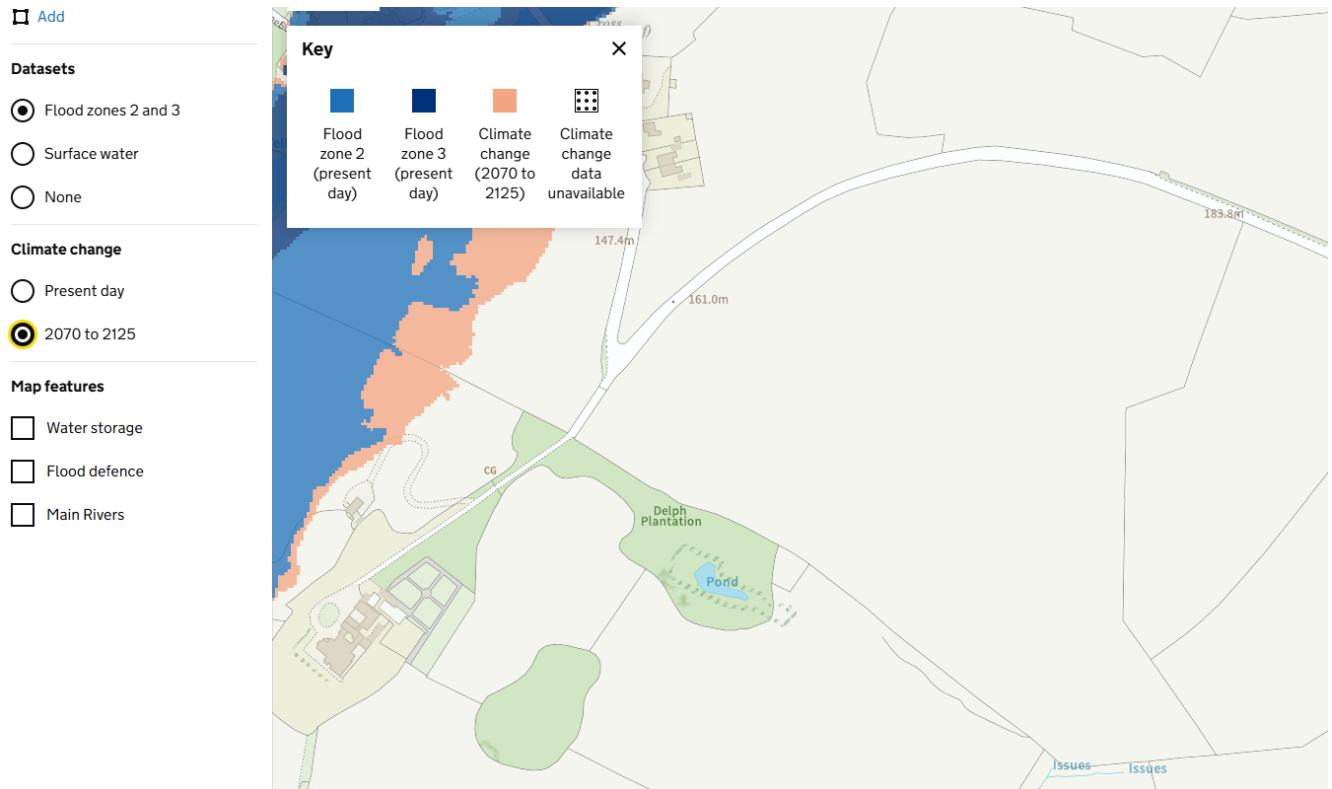 Add
Datasets
Flood zones 2 and 3
Surface water
None
Climate change
Present day
2070 to 2125
Map features
Water storage
Flood defence
Main Rivers
Key
Flood
zone 2
(present
day)
Flood
zone 3
(present
day)
Climate
change
(2070 to
2125)
Climate
change
data
unavailable
183.8m
147.4m
161.0m
CG
Delph
Plantation
Pond
Issues
Issues